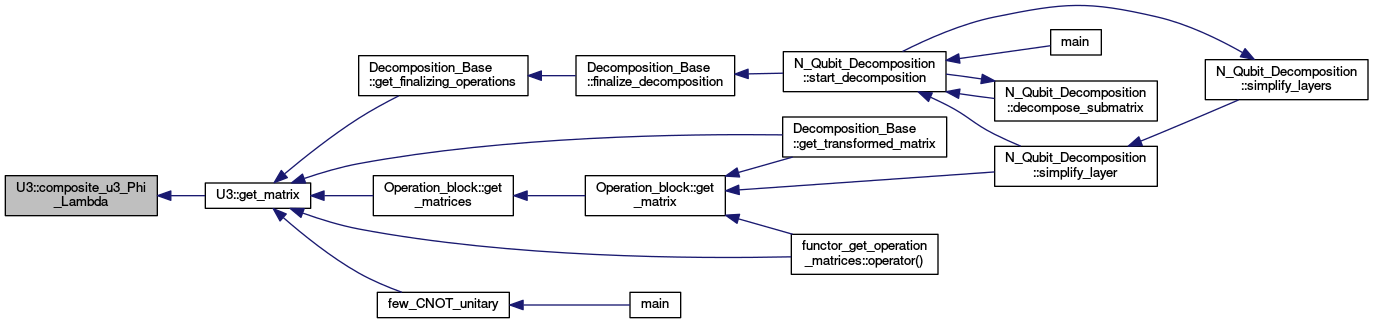 U3::composite_u3_Phi
_Lambda
U3::get_matrix
Decomposition_Base
::get_finalizing_operations
Decomposition_Base
::finalize_decomposition
N_Qubit_Decomposition
::start_decomposition
main
N_Qubit_Decomposition
::decompose_submatrix
N_Qubit_Decomposition
::simplify_layers
Decomposition_Base
::get_transformed_matrix
N_Qubit_Decomposition
::simplify_layer
Operation_block::get
_matrices
Operation_block::get
_matrix
functor_get_operation
_matrices::operator()
few_CNOT_unitary
main